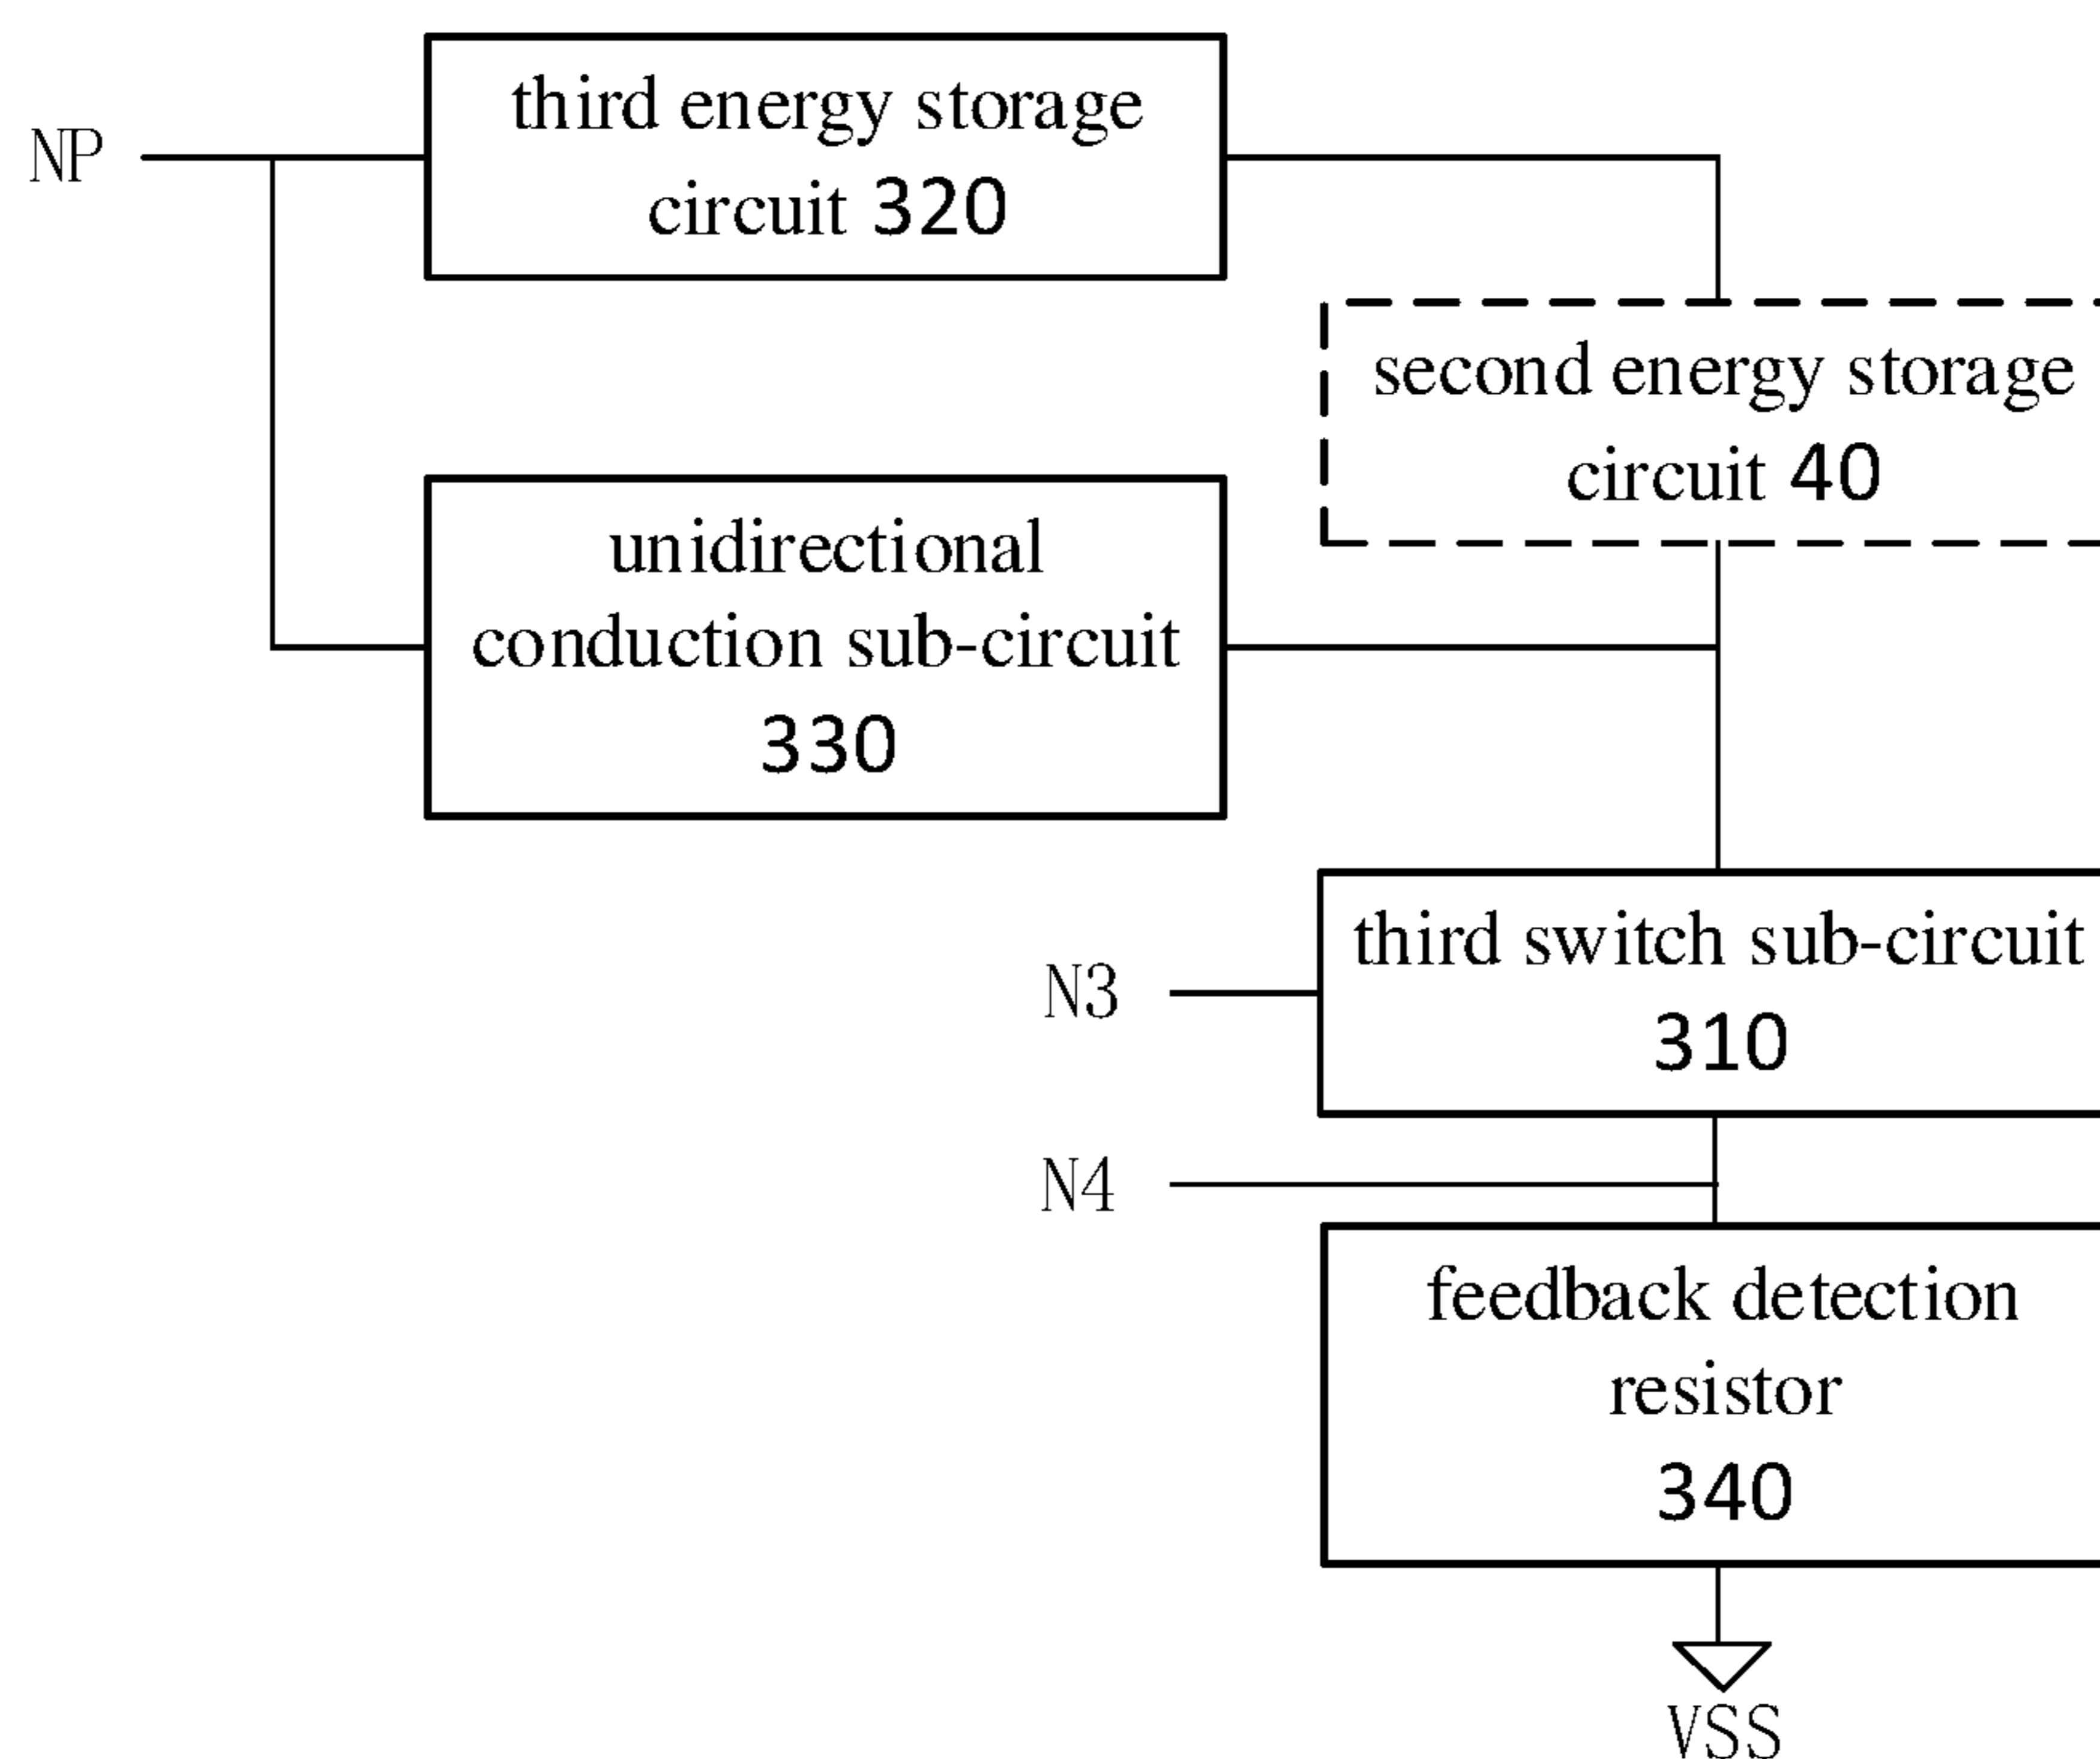 third energy storage
circuit 320
NP
second energy storage
circuit 40
unidirectional
conduction sub-circuit
330
third switch sub-circuit
310
N3
N4
feedback detection
resistor
340
VSS